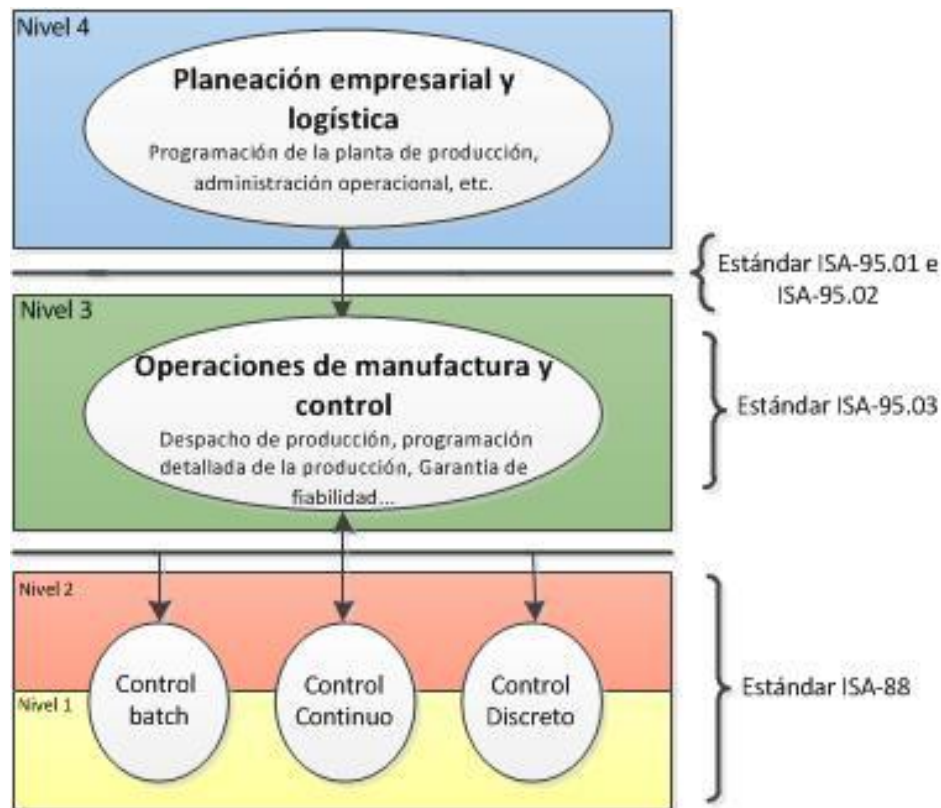 Nivel 4
Planeación empresarial y
logística
Programación de la planta de producción,
administración operacional, etc.
Estándar ISA-95.01 e
ISA-95.02
Nivel 3
Operaciones de manufactura y
control
Despacho de producción, programación
detallada de la producción, Garantia de
fiabilidad...
Estándar ISA-95.03
Nivel 2
Nivel 1
Control
batch
Control
Continuo
Control
Discreto
Estándar ISA-88